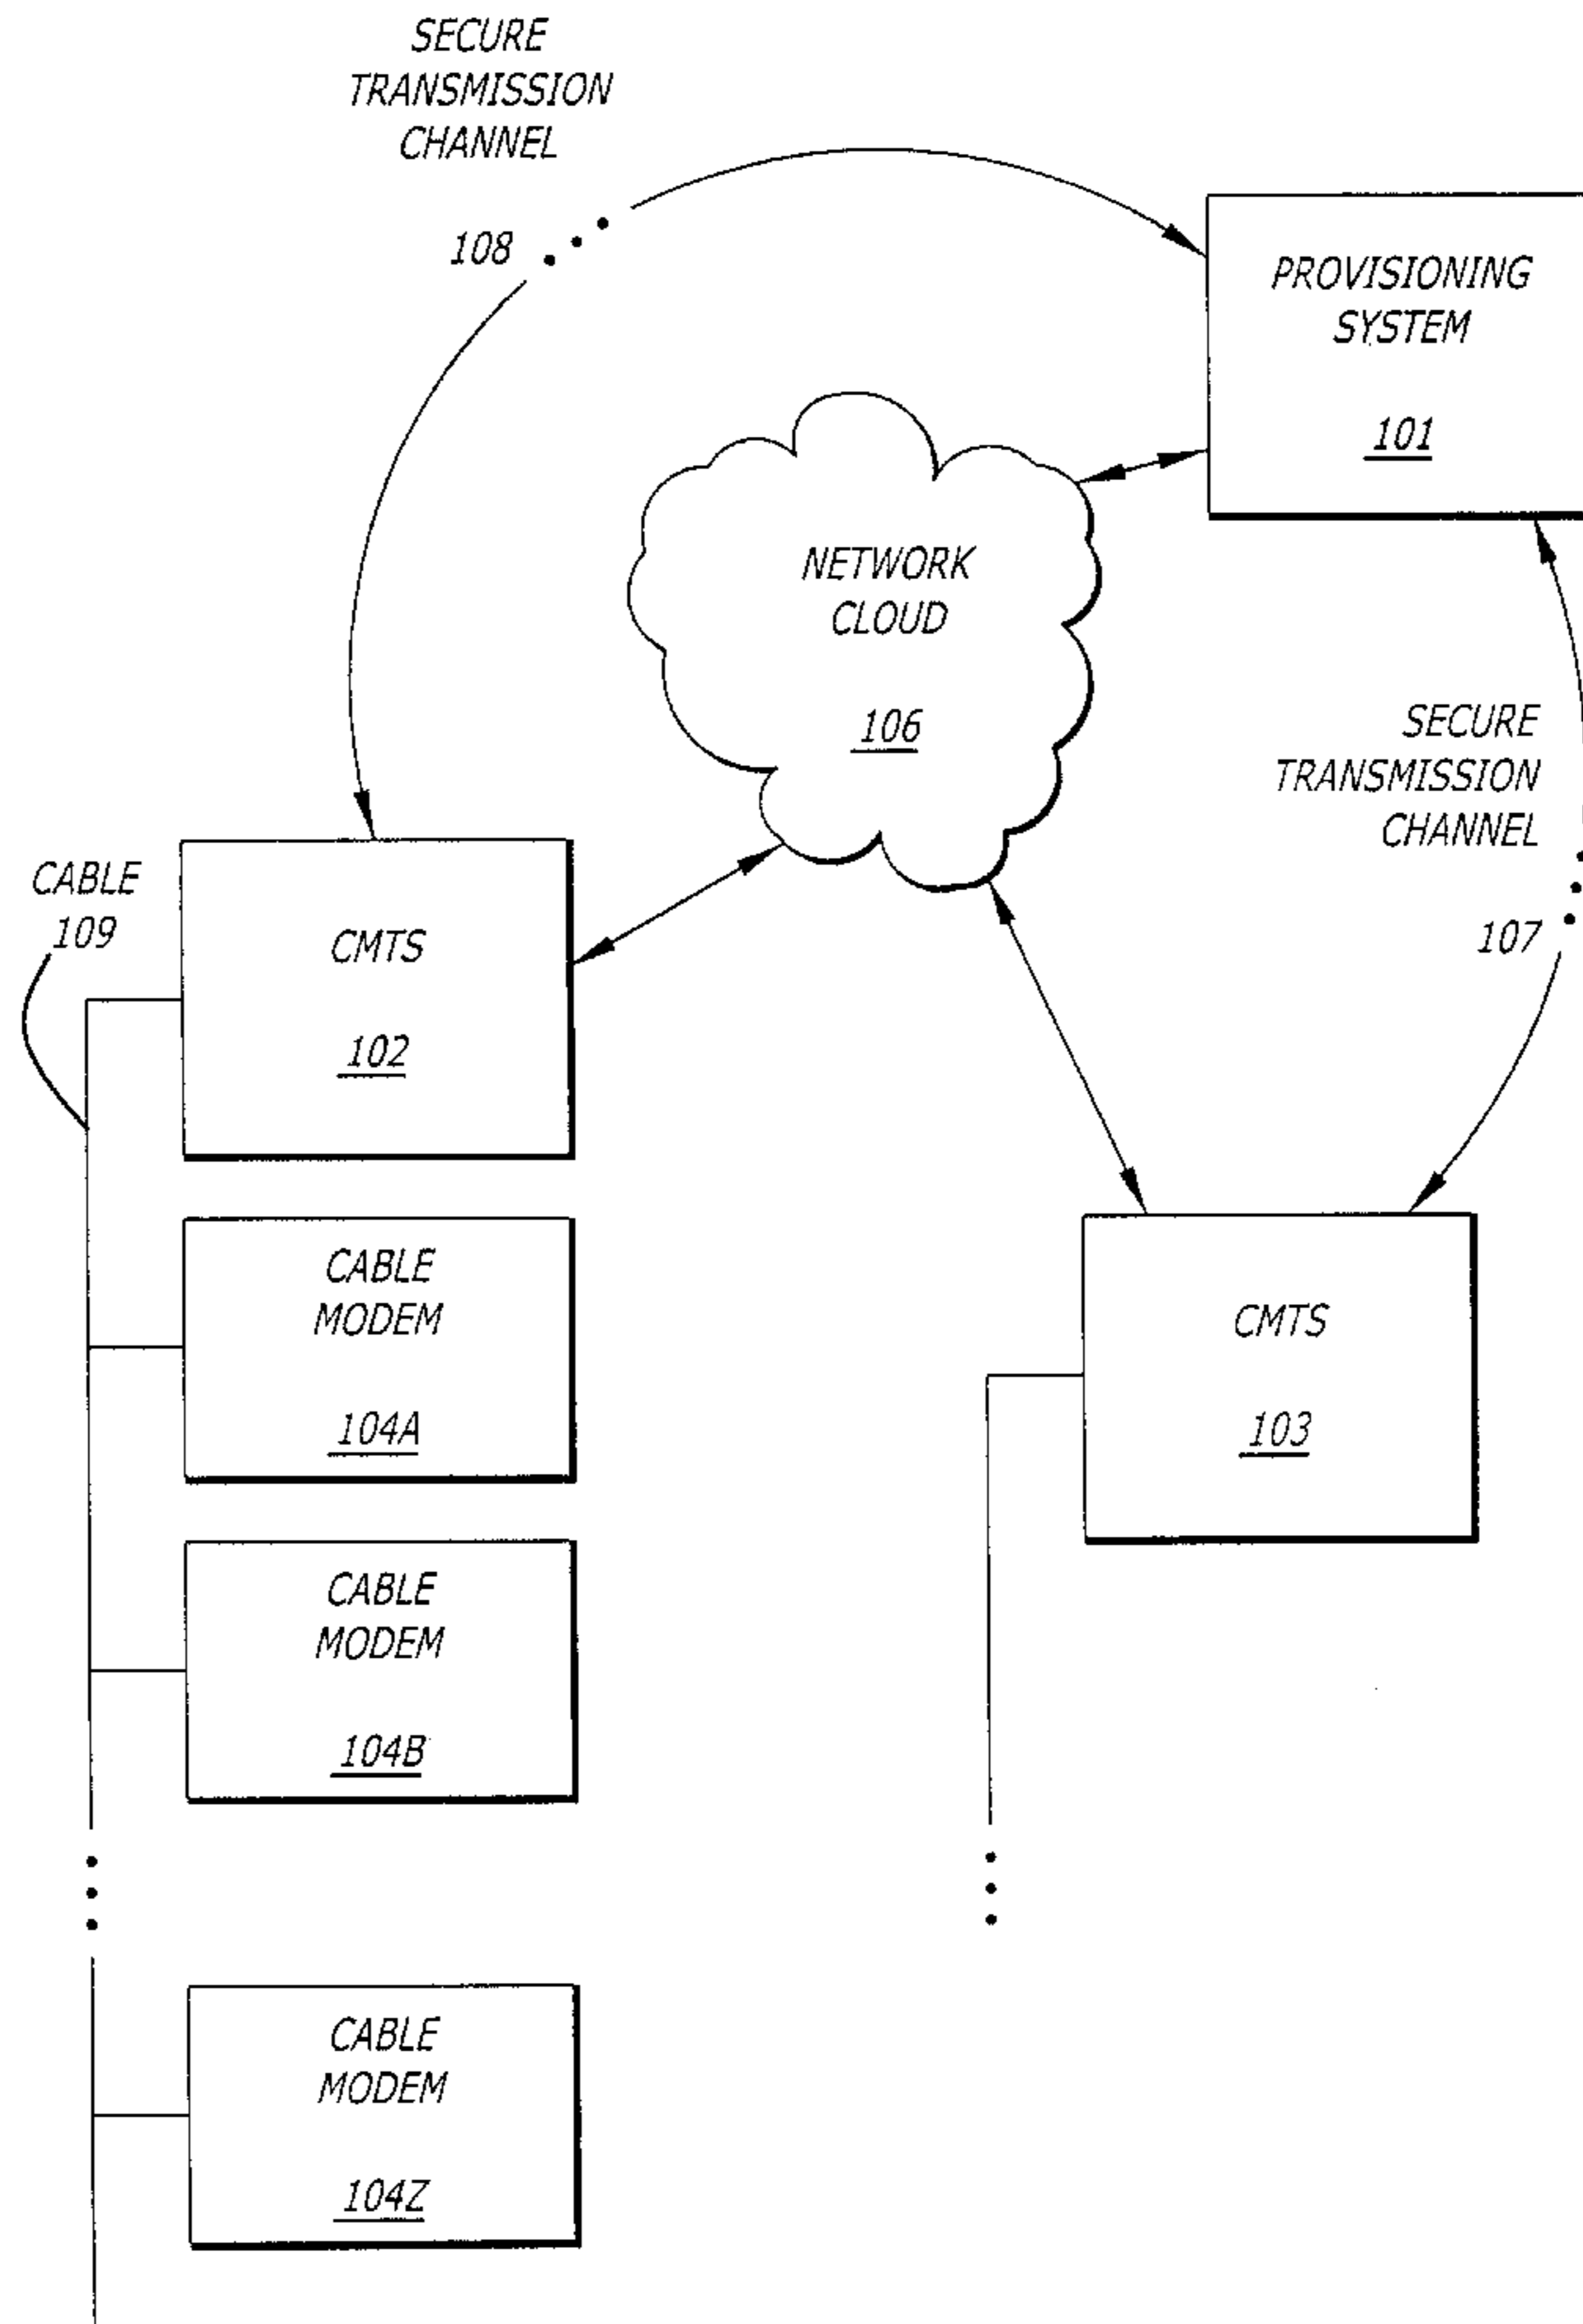 SECURE
TRANSMISSION
CHANNEL
108
PROVISIONING
SYSTEM
101
NETWORK
CLOUD
106
SECURE
TRANSMISSION
CHANNEL
107
CABLE
109
CMTS
102
CABLE
MODEM
104A
CMTS
103
CABLE
MODEM
104B
CABLE
MODEM
104Z